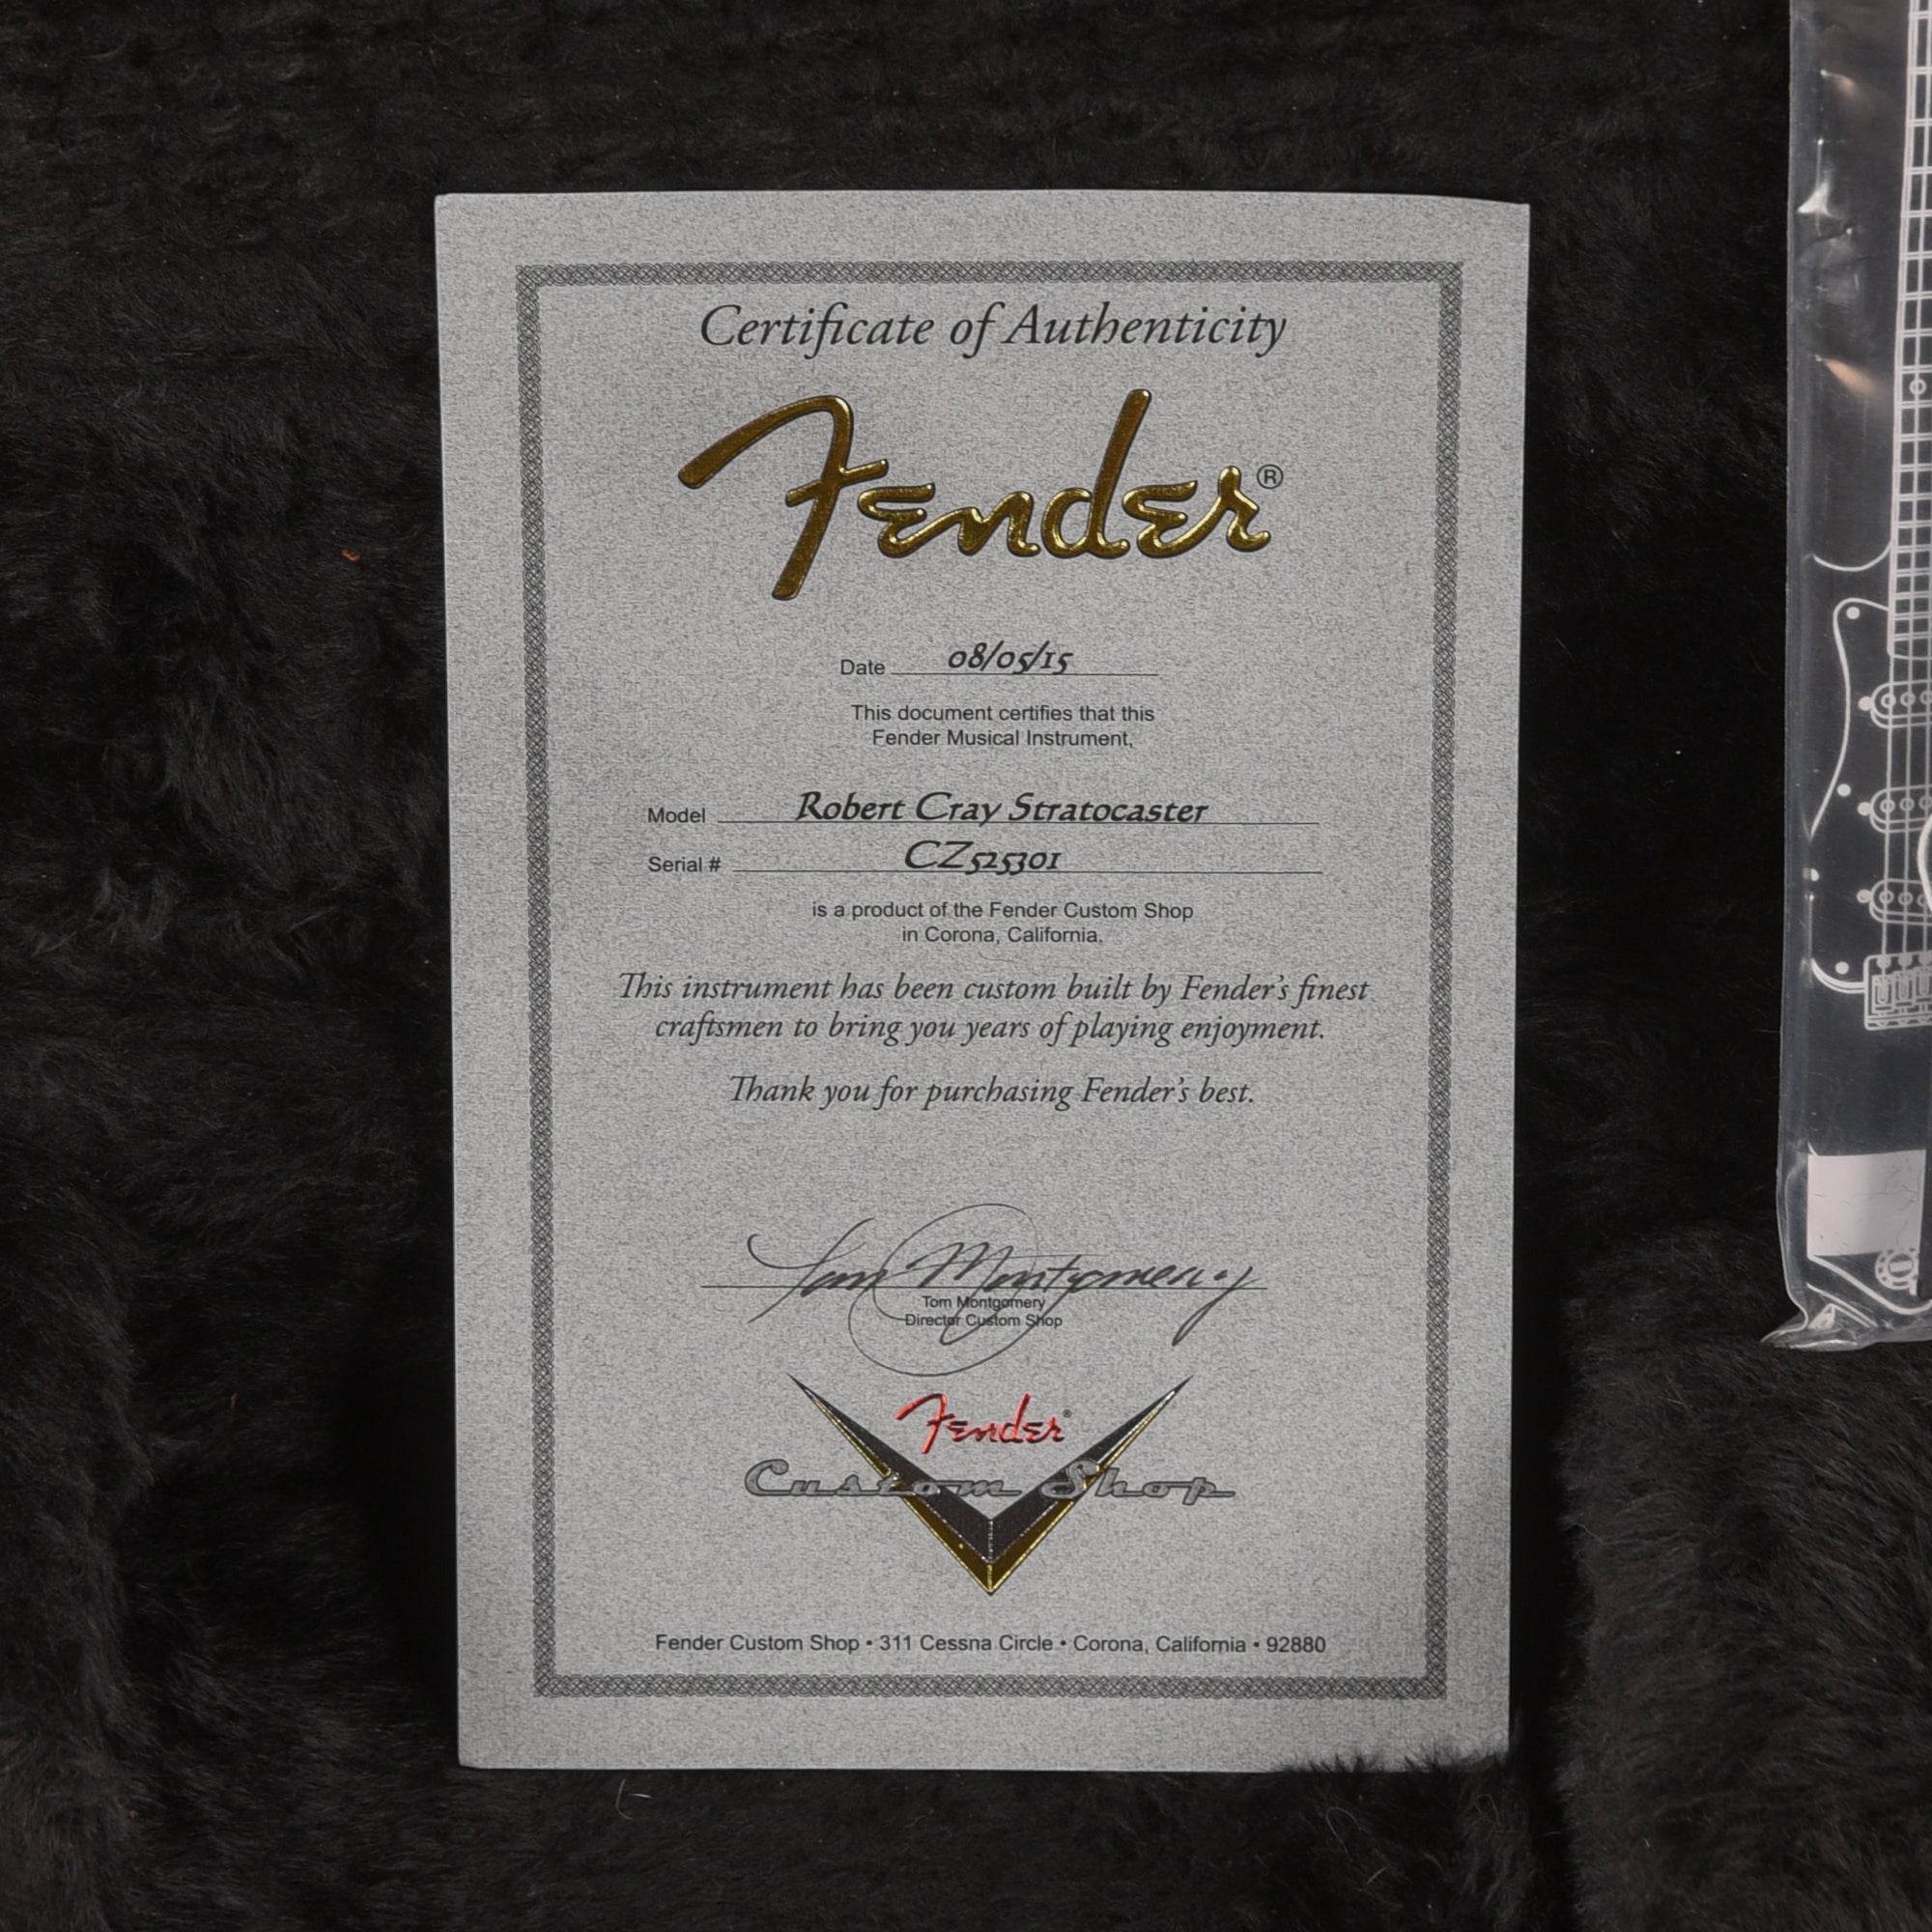 Certificate of Authenticity
Fender®
Date 08/05/15
This document certifies that this
Fender Musical Instrument,
Model Robert Cray Stratocaster
Serial # CZ525301
is a product of the Fender Custom Shop
in Corona, California.
This instrument has been custom built by Fender's finest
craftsmen to bring you years of playing enjoyment.
Thank you for purchasing Fender's best.
Tom Montgomery
Tom Montgomery
Director Custom Shop
Fender®
Custom Shop
Fender Custom Shop • 311 Cessna Circle • Corona, California • 92880